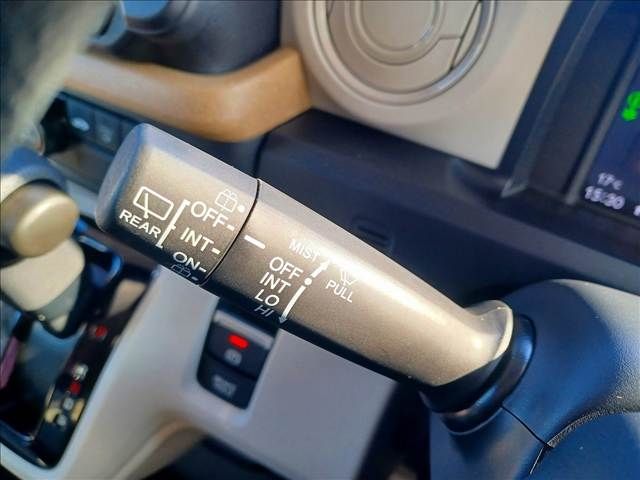 REAR
OFF
INT
ON
MIST
OFF
INT
LO
HI
PULL
17°C
15:30